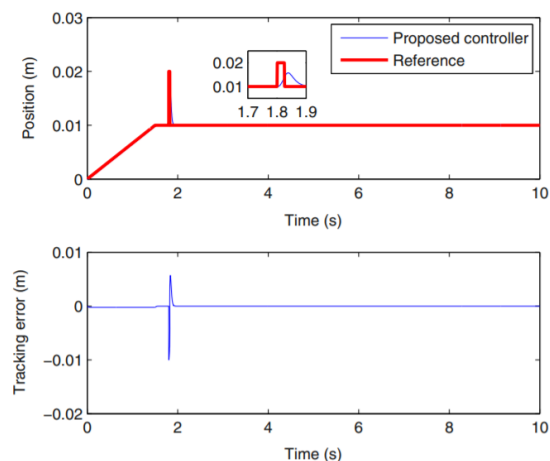 0.03
Proposed controller
Reference
0.02
0.02
0.01
1.7 1.8 1.9
0.01
0
Position (m)
0 2 4 6 8 10
Time (s)
0.01
0
−0.01
−0.02
Tracking error (m)
0 2 4 6 8 10
Time (s)